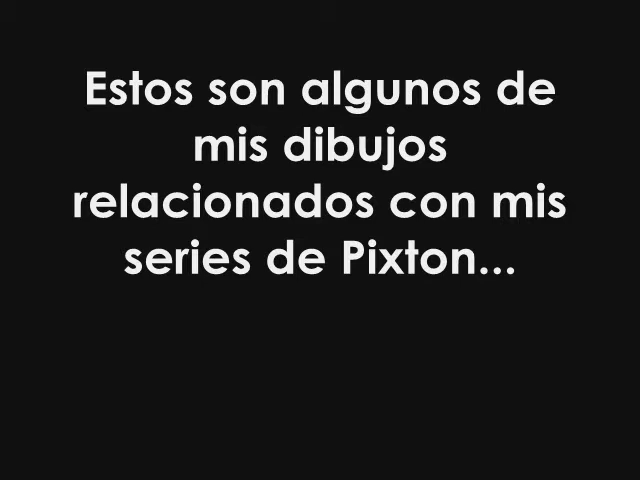 Estos son algunos de
mis dibujos
relacionados con mis
series de Pixton...